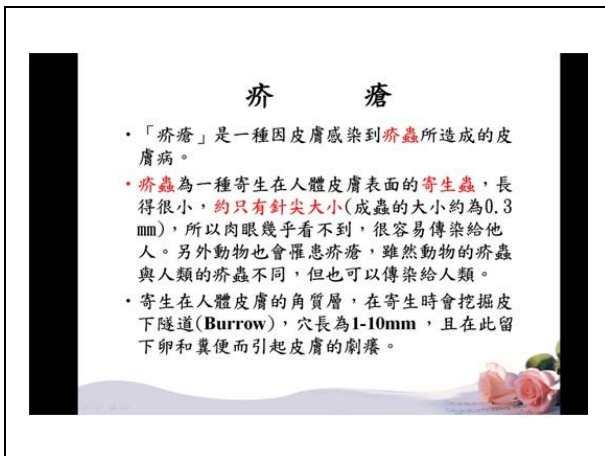 疥 瘡
•「疥瘡」是一種因皮膚感染到疥蟲所造成的皮
膚病。
•疥蟲為一種寄生在人體皮膚表面的寄生蟲，長
得很小，約只有針尖大小(成蟲的大小約為0.3
mm)，所以肉眼幾乎看不到，很容易傳染給他
人。另外動物也會罹患疥瘡，雖然動物的疥蟲
與人類的疥蟲不同，但也可以傳染給人類。
•寄生在人體皮膚的角質層，在寄生時會挖掘皮
下隧道(Burrow)，穴長為1-10mm，且在此留
下卵和糞便而引起皮膚的劇癢。